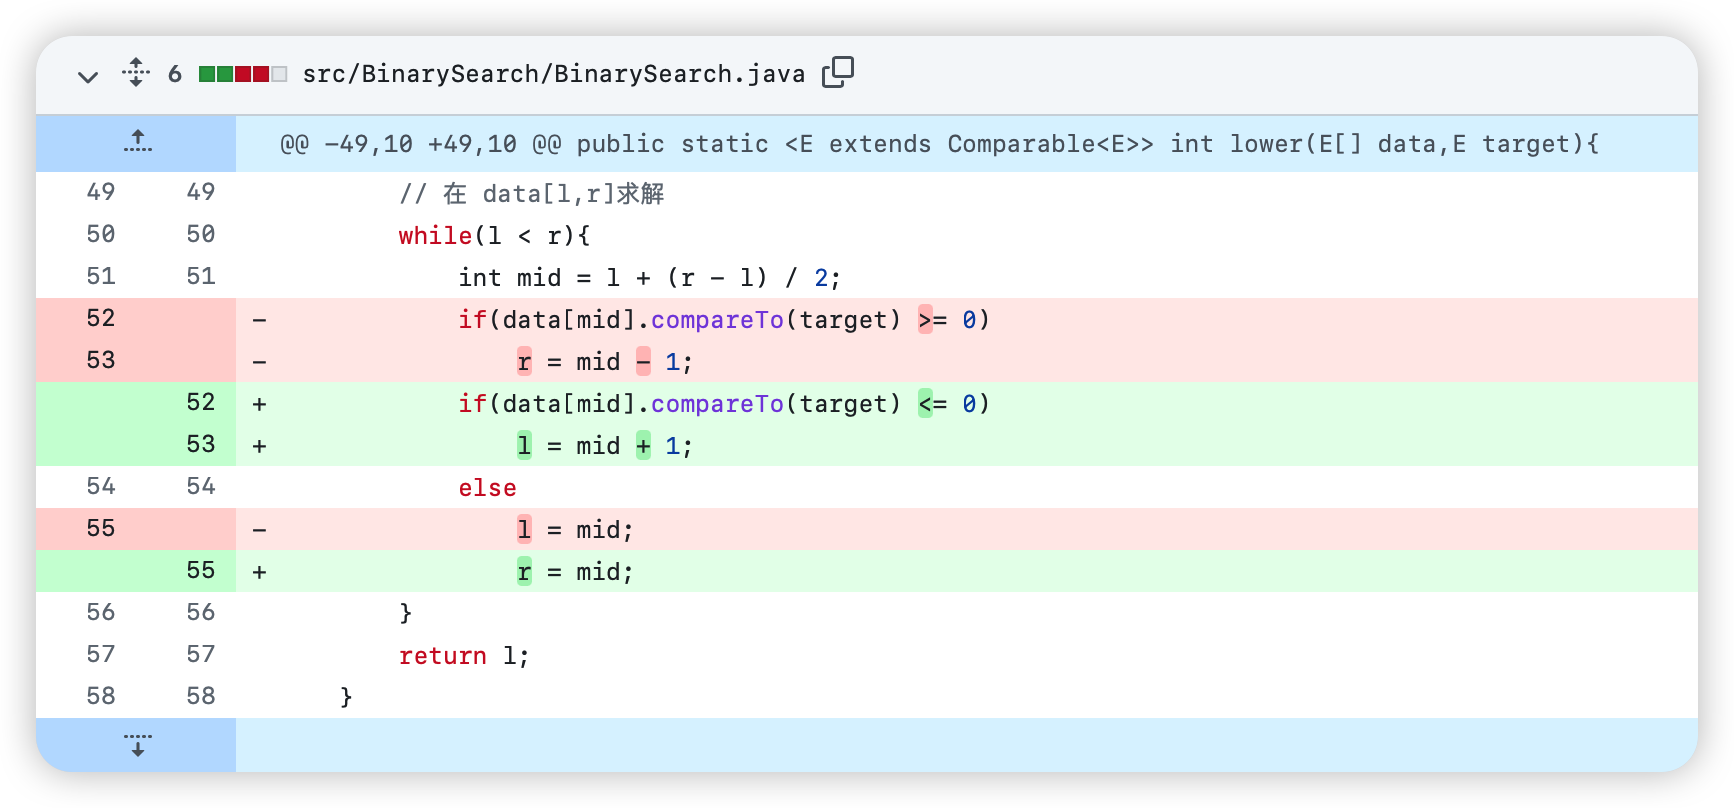 6 src/BinarySearch/BinarySearch.java
@@ -49,10 +49,10 @@ public static <E extends Comparable<E>> int lower(E[] data,E target){
49 49 // 在 data[l,r]求解
50 50 while(l < r){
51 51 int mid = l + (r - l) / 2;
52 - if(data[mid].compareTo(target) >= 0)
53 - r = mid - 1;
52 + if(data[mid].compareTo(target) <= 0)
53 + l = mid + 1;
54 54 else
55 - l = mid;
55 + r = mid;
56 56 }
57 57 return l;
58 58 }